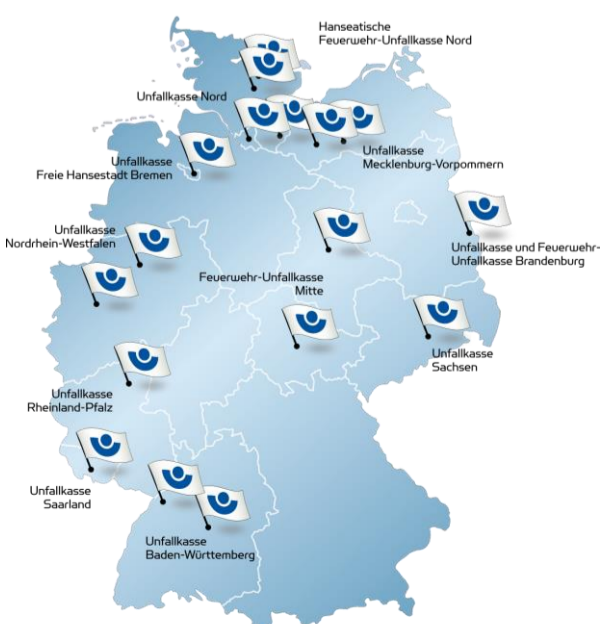 Hanseatische
Feuerwehr-Unfallkasse Nord
Unfallkasse Nord
Unfallkasse
Mecklenburg-Vorpommern
Unfallkasse
Freie Hansestadt Bremen
Unfallkasse
Nordrhein-Westfalen
Unfallkasse und Feuerwehr-
Unfallkasse Brandenburg
Feuerwehr-Unfallkasse
Mitte
Unfallkasse
Sachsen
Unfallkasse
Rheinland-Pfalz
Unfallkasse
Saarland
Unfallkasse
Baden-Württemberg